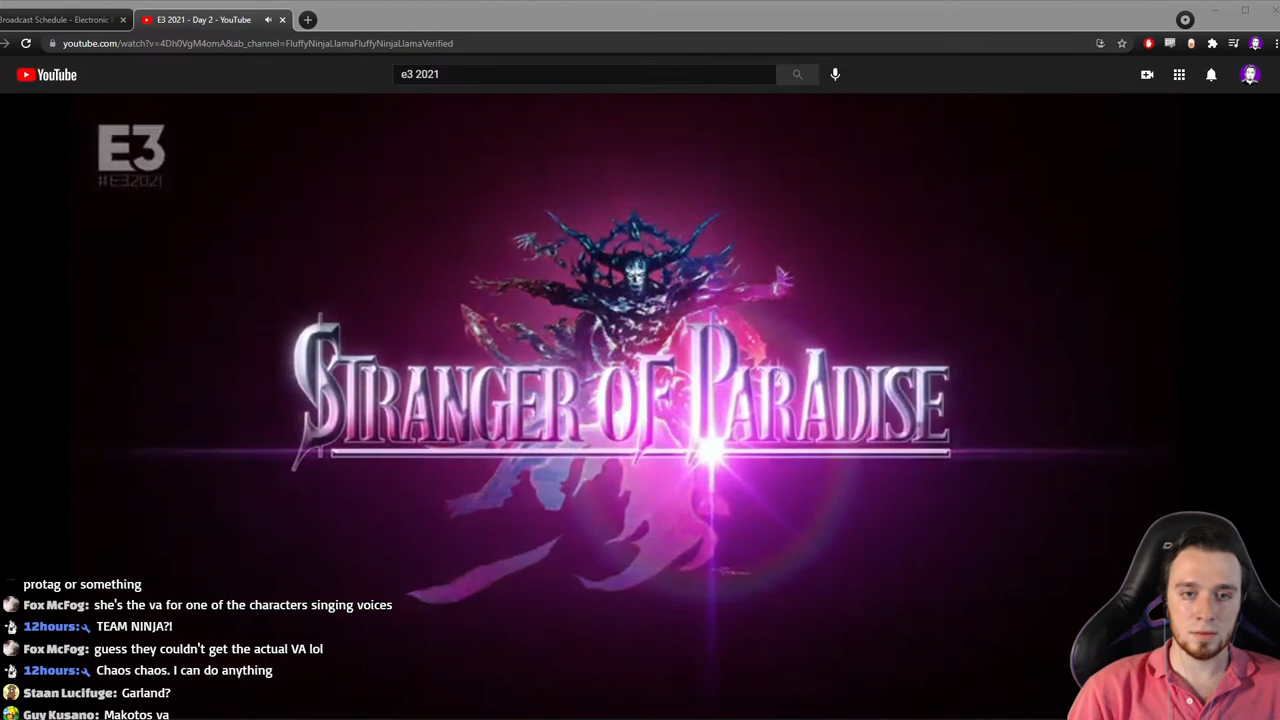 Broadcast Schedule - Electronic
E3 2021 - Day 2 - YouTube
youtube.com/watch?v=4Dh0VgM4omA&ab_channel=FluffyNinjaLlamaFluffyNinjaLlamaVerified
YouTube
e3 2021
E3
#E32021
STRANGER OF PARADISE
protag or something
Fox McFog: she's the va for one of the characters singing voices
12hours: TEAM NINJA?!
Fox McFog: guess they couldn't get the actual VA lol
12hours: Chaos chaos. I can do anything
Staan Lucifuge: Garland?
Guy Kusano: Makotos va